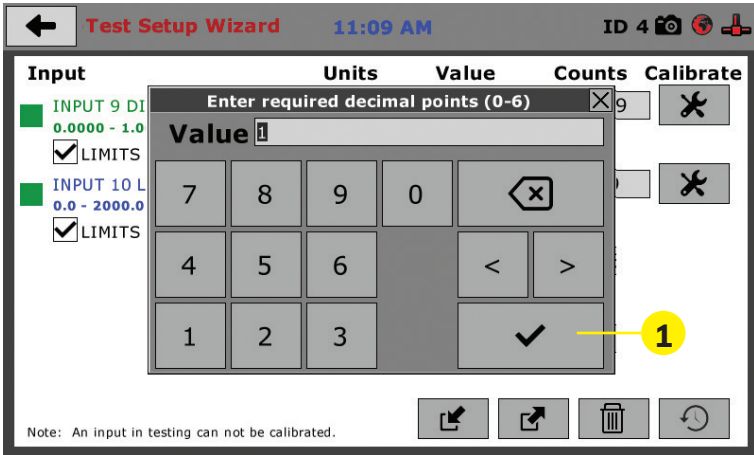 Test Setup Wizard 11:09 AM ID 4
Input Units Value Counts Calibrate
Enter required decimal points (0-6)
INPUT 9 DI 9
0.0000 - 1.0
Value 1
LIMITS
INPUT 10 L
0.0 - 2000.0
LIMITS
7 8 9 0
4 5 6 < >
1 2 3
1
Note: An input in testing can not be calibrated.